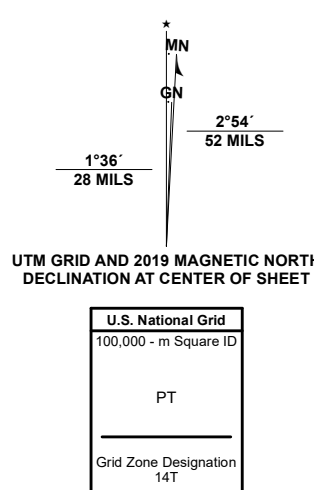 ★
MN
GN
2°54´
52 MILS
1°36´
28 MILS
UTM GRID AND 2019 MAGNETIC NORTH
DECLINATION AT CENTER OF SHEET
U.S. National Grid
100,000 - m Square ID
PT
Grid Zone Designation
14T